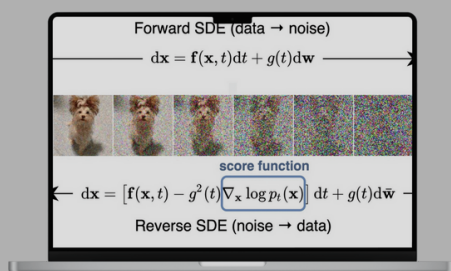 Forward SDE (data → noise)
dx = f(x, t)dt + g(t)dw
score function
dx = [f(x, t) − g²(t)∇ₓ log pₜ(x)] dt + g(t)dw̄
Reverse SDE (noise → data)